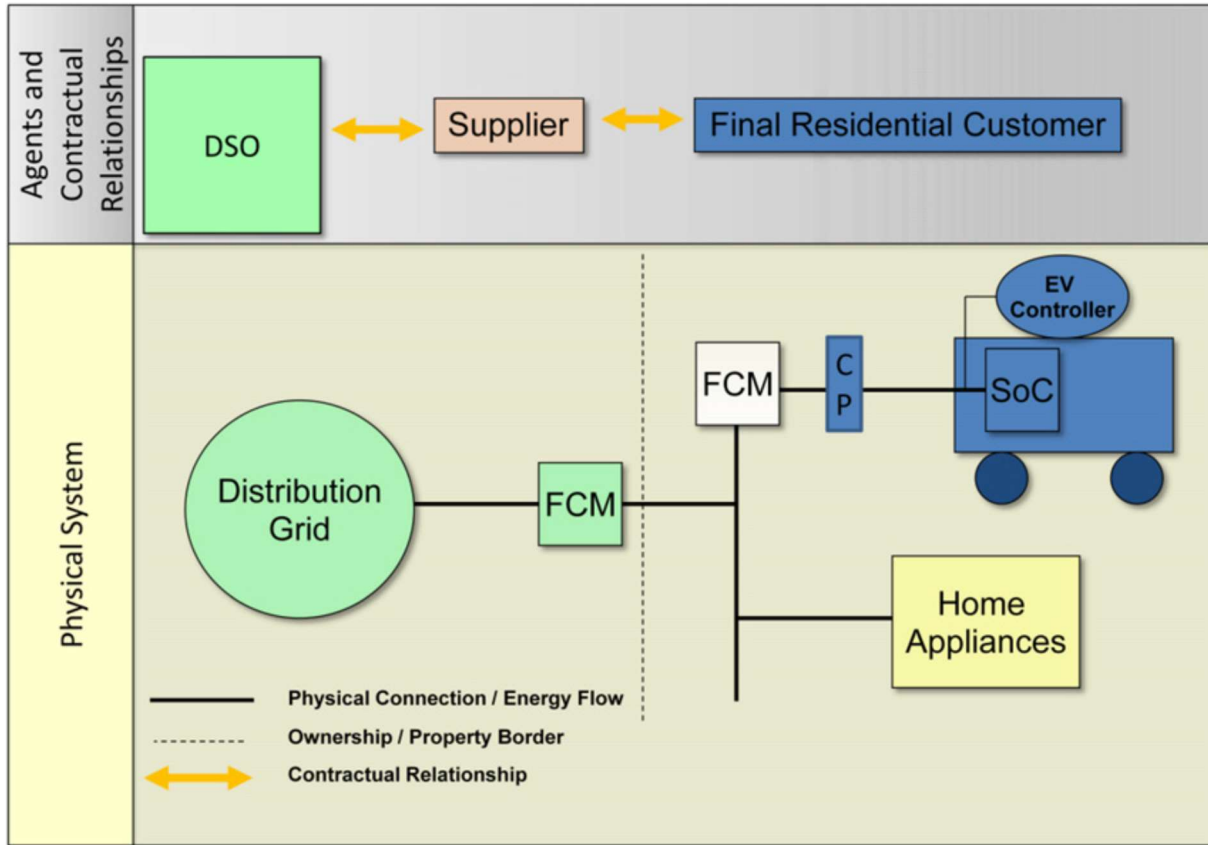 Agents and
Contractual
Relationships
DSO
Supplier
Final Residential Customer
Physical System
Distribution
Grid
FCM
FCM
C
P
EV
Controller
SoC
Home
Appliances
Physical Connection / Energy Flow
Ownership / Property Border
Contractual Relationship